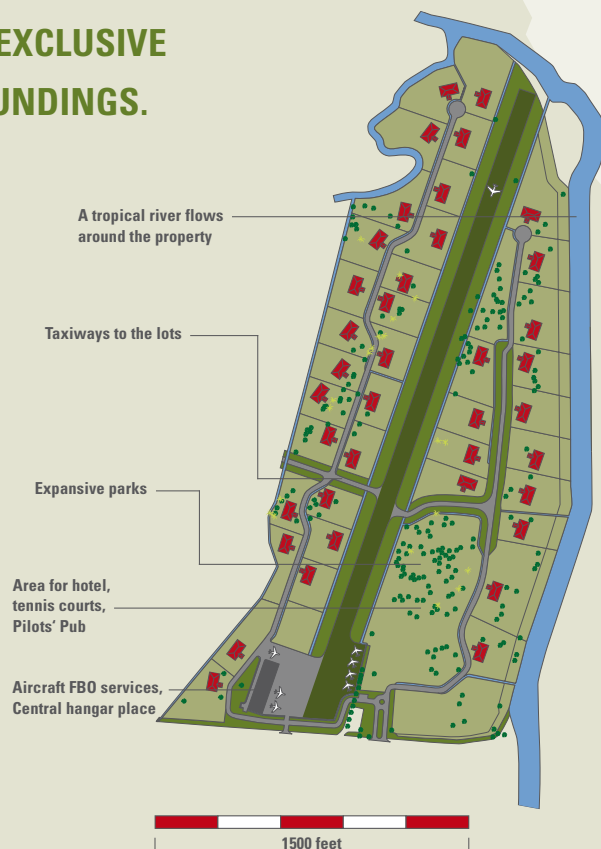 EXCLUSIVE
UNDINGS.
A tropical river flows
around the property
Taxiways to the lots
Expansive parks
Area for hotel,
tennis courts,
Pilots’ Pub
Aircraft FBO services,
Central hangar place
1500 feet